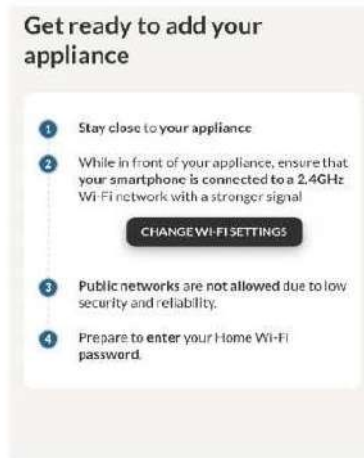 Get ready to add your
appliance
1 Stay close to your appliance
2 While in front of your appliance, ensure that
your smartphone is connected to a 2,4GHz
Wi-Fi network with a stronger signal
CHANGE WI-FI SETTINGS
3 Public networks are not allowed due to low
security and reliability.
4 Prepare to enter your Home Wi-Fi
password.